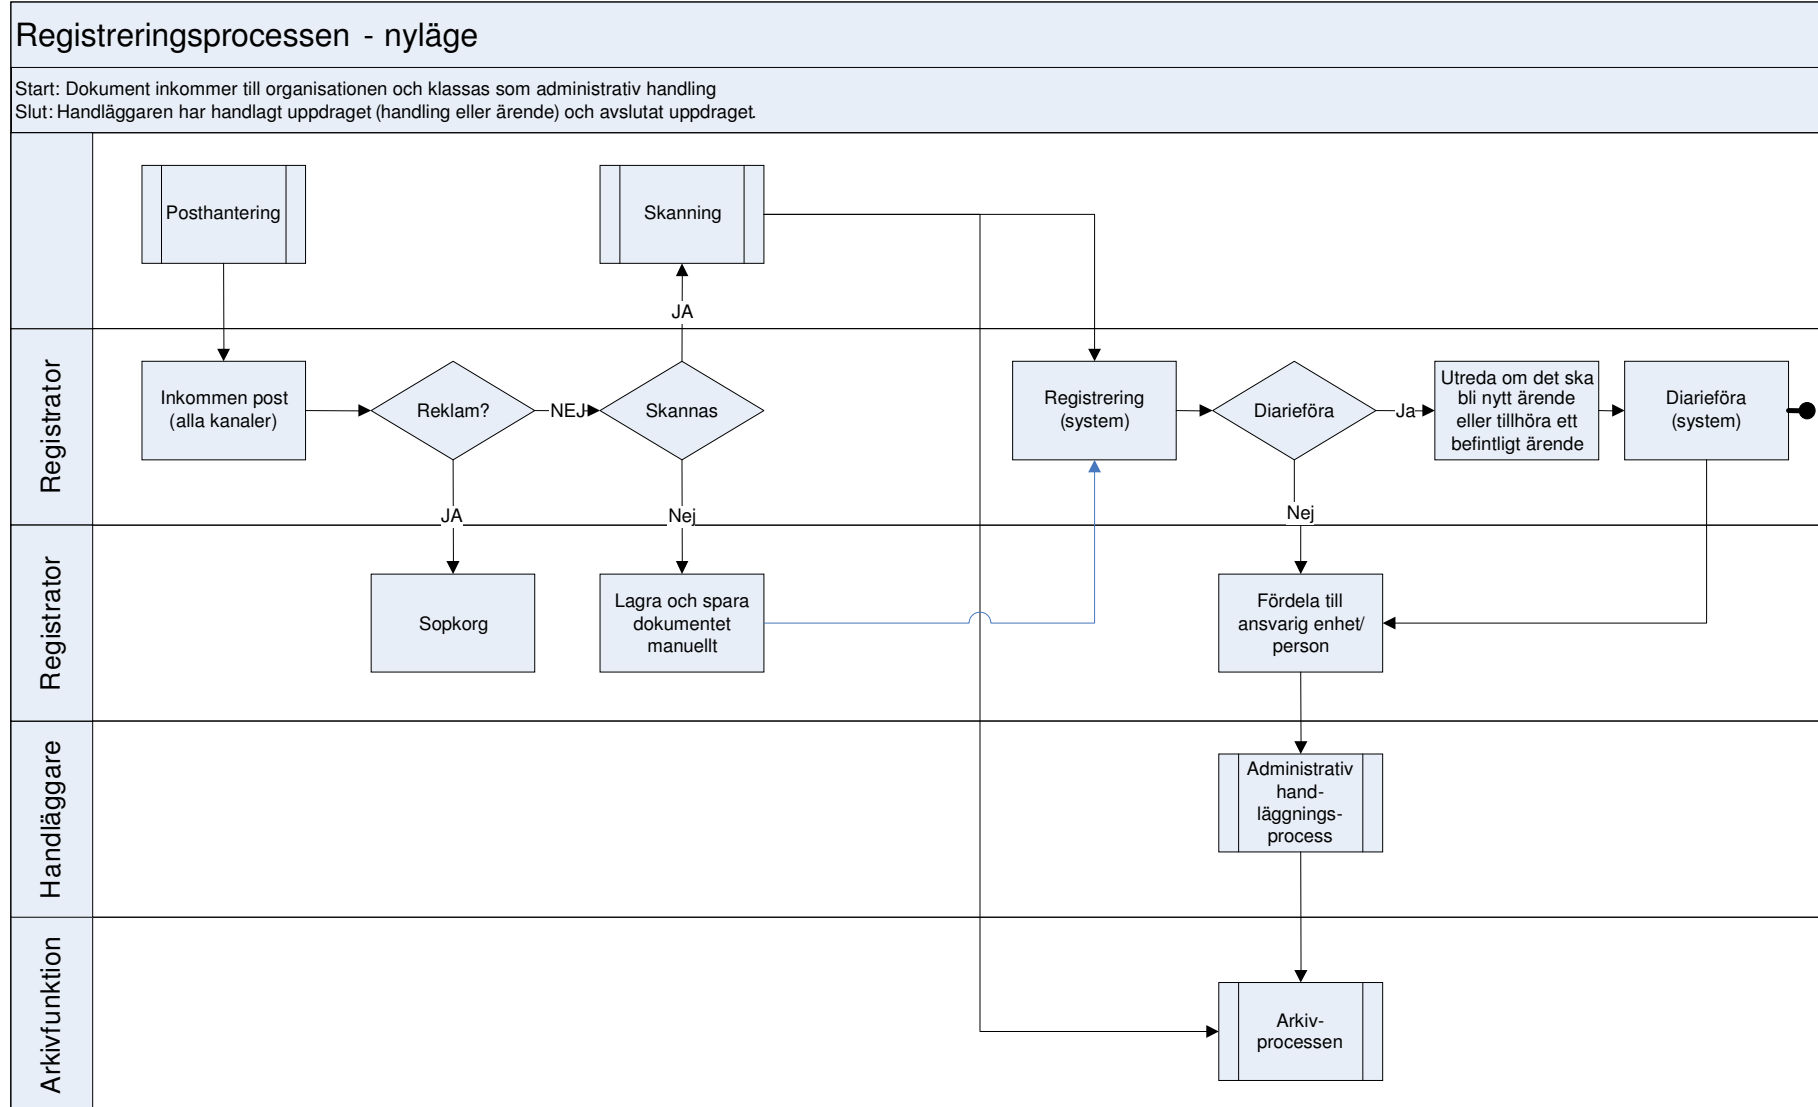 Registreringsprocessen - nyläge
Start: Dokument inkommer till organisationen och klassas som administrativ handling
Slut: Handläggaren har handlagt uppdraget (handling eller ärende) och avslutat uppdraget.
Posthantering
Skanning
JA
Registrator
Inkommen post
(alla kanaler)
Reklam?
NEJ
Skannas
Registrering
(system)
Diarieföra
Ja
Utreda om det ska
bli nytt ärende
eller tillhöra ett
befintligt ärende
Diarieföra
(system)
JA
Nej
Nej
Registrator
Sopkorg
Lagra och spara
dokumentet
manuellt
Fördela till
ansvarig enhet/
person
Handläggare
Administrativ
hand-
läggnings-
process
Arkivfunktion
Arkiv-
processen